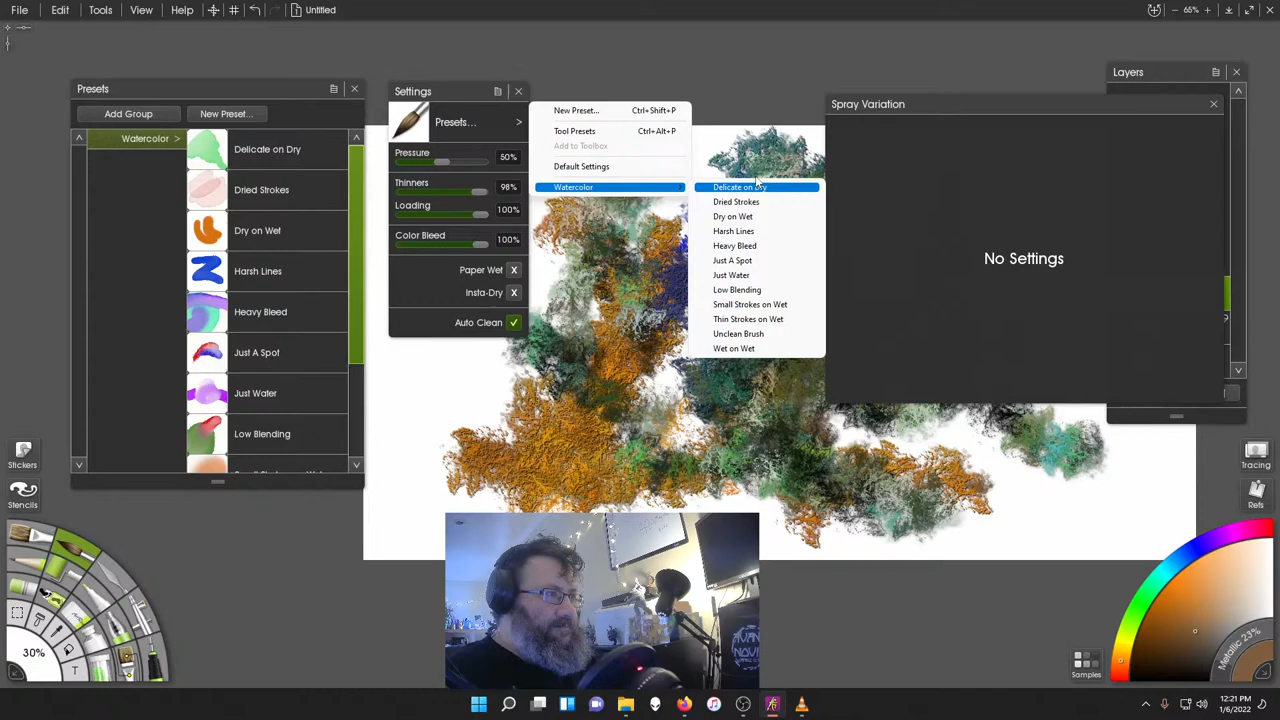 File Edit Tools View Help Untitled 65%
Presets
Add Group New Preset...
Watercolor >
Delicate on Dry
Dried Strokes
Dry on Wet
Harsh Lines
Heavy Bleed
Just A Spot
Just Water
Low Blending
Settings
Presets... >
Pressure 50%
Thinners 98%
Loading 100%
Color Bleed 100%
Paper Wet X
Insta-Dry X
Auto Clean
New Preset... Ctrl+Shift+P
Tool Presets Ctrl+Alt+P
Add to Toolbox
Default Settings
Watercolor
Delicate on Dry
Dried Strokes
Dry on Wet
Harsh Lines
Heavy Bleed
Just A Spot
Just Water
Low Blending
Small Strokes on Wet
Thin Strokes on Wet
Unclean Brush
Wet on Wet
Spray Variation
No Settings
Layers
Stickers
Stencils
30%
T
Tracing
Refs
Metallic 23%
Samples
12:21 PM
1/6/2022